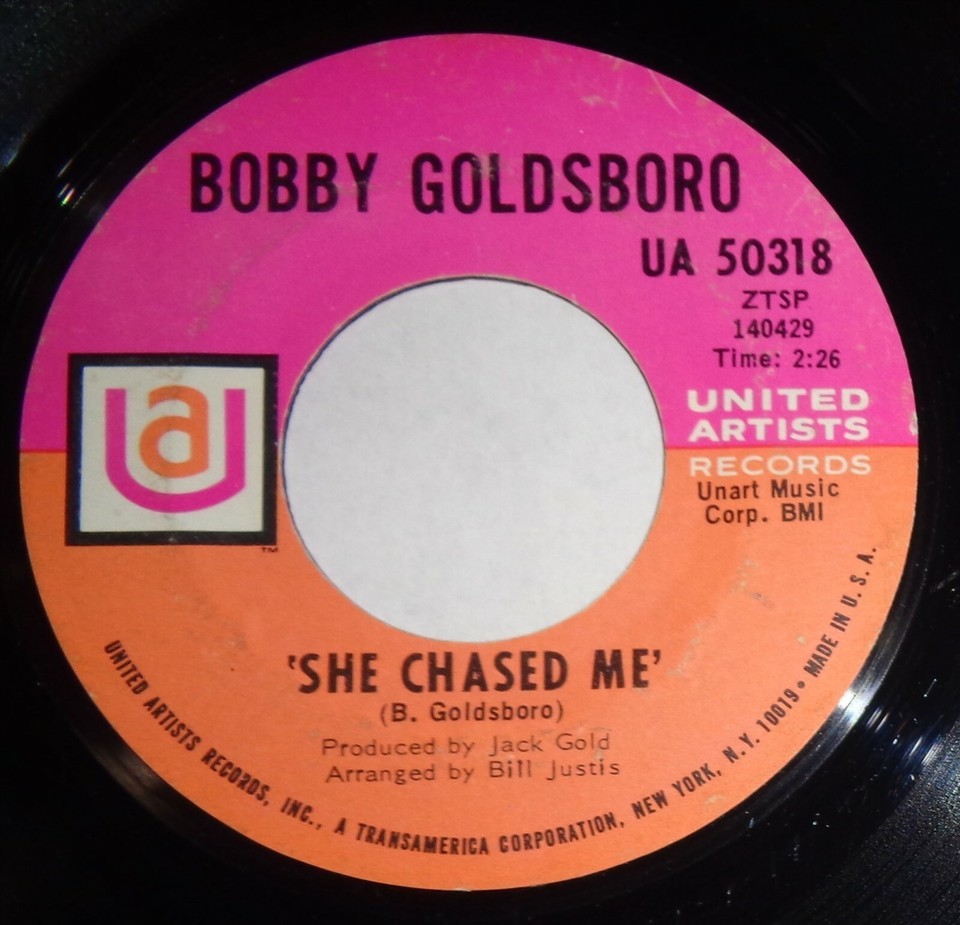 BOBBY GOLDSBORO
UA 50318
ZTSP
140429
Time: 2:26
ua
™
UNITED
ARTISTS
RECORDS
Unart Music
Corp. BMI
'SHE CHASED ME'
(B. Goldsboro)
Produced by Jack Gold
Arranged by Bill Justis
UNITED ARTISTS RECORDS, INC., A TRANSAMERICA CORPORATION, NEW YORK, N.Y. 10019 • MADE IN U.S.A.